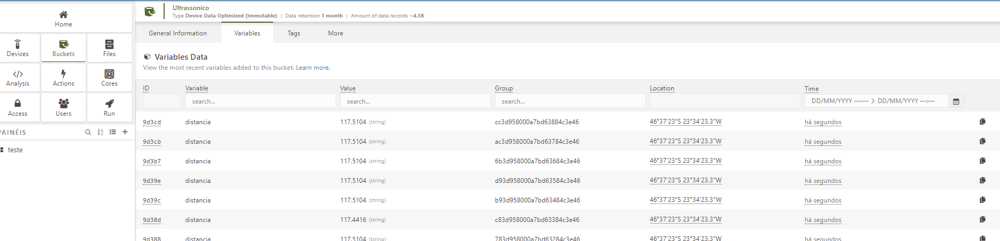 Home
Devices
Buckets
Files
Analysis
Actions
Cores
Access
Users
Run
PAINÉIS
teste
Ultrassonico
Type Device Data Optimized (Immutable) | Data retention 1 month | Amount of data records ~4.5K
General Information Variables Tags More
Variables Data
View the most recent variables added to this bucket. Learn more.
ID Variable Value Group Location Time
search... search... search... DD/MM/YYYY —:— > DD/MM/YYYY —:—
9d3cd distancia 117.5104 (string) cc3d958000a7bd63884c3e46 46°37'23"S 23°34'23.3"W há segundos
9d3cb distancia 117.5104 (string) ac3d958000a7bd63784c3e46 46°37'23"S 23°34'23.3"W há segundos
9d3b7 distancia 117.5104 (string) 6b3d958000a7bd63684c3e46 46°37'23"S 23°34'23.3"W há segundos
9d39e distancia 117.5104 (string) d93d958000a7bd63584c3e46 46°37'23"S 23°34'23.3"W há segundos
9d39c distancia 117.5104 (string) b93d958000a7bd63484c3e46 46°37'23"S 23°34'23.3"W há segundos
9d38d distancia 117.4416 (string) c83d958000a7bd63384c3e46 46°37'23"S 23°34'23.3"W há segundos
9d388 distancia 117.5104 (string) 783d958000a7bd63284c3e46 46°37'23"S 23°34'23.3"W há segundos